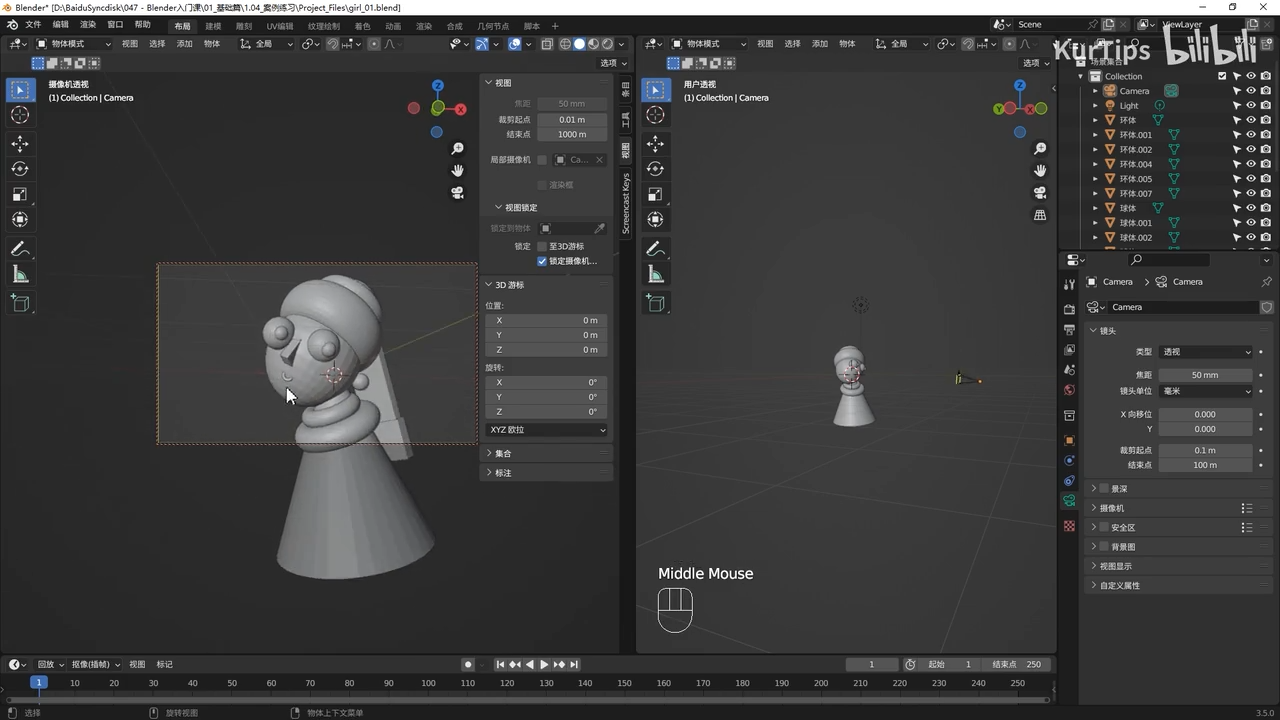 Blender* [D:\BaiduSyncdisk\047 - Blender入门课\01_基础篇\1.04_案例练习\Project_Files\girl_01.blend]
文件 编辑 渲染 窗口 帮助 布局 建模 雕刻 UV编辑 纹理绘制 着色 动画 渲染 合成 几何节点 脚本 + Scene ViewLayer
物体模式 视图 选择 添加 物体 全局 物体模式 视图 选择 添加 物体 全局
KurTips bilibili
选项 选项 场景集合
摄像机透视
(1) Collection | Camera
用户透视
(1) Collection | Camera
视图
焦距 50 mm
裁剪起点 0.01 m
结束点 1000 m
局部摄像机 Ca...
渲染框
视图锁定
锁定到物体
锁定 至3D游标
锁定摄像机...
3D 游标
位置:
X 0 m
Y 0 m
Z 0 m
旋转:
X 0°
Y 0°
Z 0°
XYZ 欧拉
集合
标注
条目
工具
视图
Screencast Keys
Middle Mouse
Collection
Camera
Light
环体
环体.001
环体.002
环体.004
环体.005
环体.007
球体
球体.001
球体.002
Camera Camera
Camera
镜头
类型 透视
焦距 50 mm
镜头单位 毫米
X 向移位 0.000
Y 0.000
裁剪起点 0.1 m
结束点 100 m
景深
摄像机
安全区
背景图
视图显示
自定义属性
回放 抠像(插帧) 视图 标记 1 起始 1 结束点 250
1 10 20 30 40 50 60 70 80 90 100 110 120 130 140 150 160 170 180 190 200 210 220 230 240 250
选择 旋转视图 物体上下文菜单 3.5.0